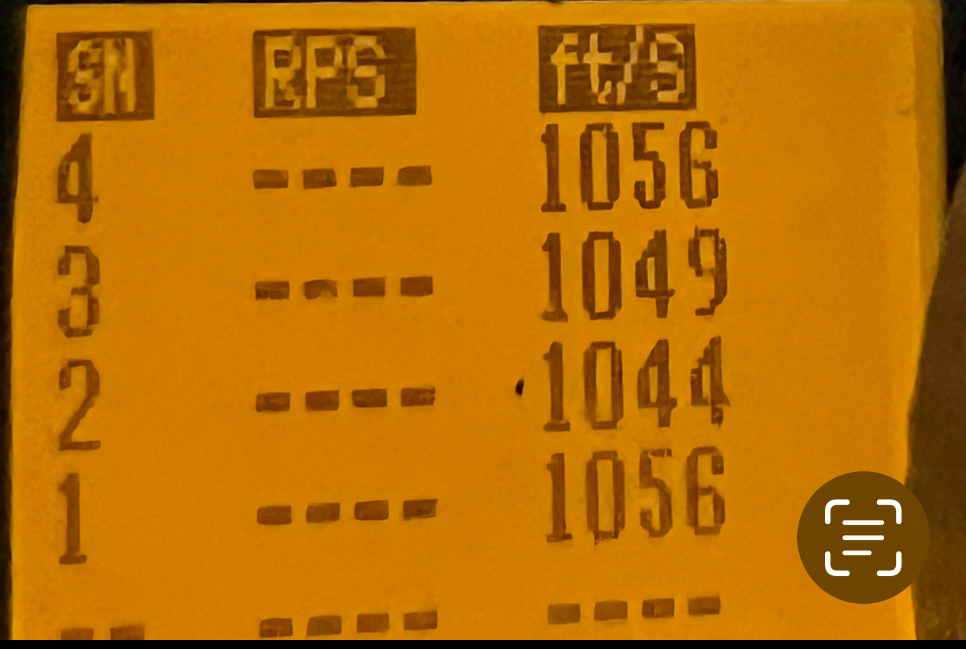 SN RPS ft/s
4 ---- 1056
3 ---- 1049
2 ---- 1044
1 ---- 1056
-- ---- ----